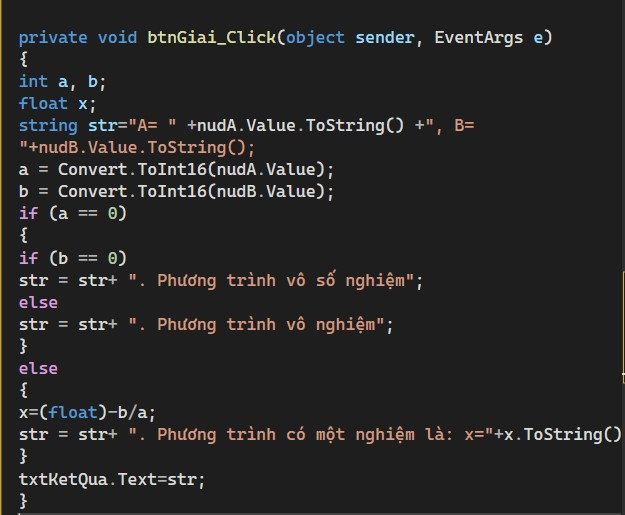 private void btnGiai_Click(object sender, EventArgs e)
{
int a, b;
float x;
string str="A= " +nudA.Value.ToString() +", B=
"+nudB.Value.ToString();
a = Convert.ToInt16(nudA.Value);
b = Convert.ToInt16(nudB.Value);
if (a == 0)
{
if (b == 0)
str = str+ ". Phương trình vô số nghiệm";
else
str = str+ ". Phương trình vô nghiệm";
}
else
{
x=(float)-b/a;
str = str+ ". Phương trình có một nghiệm là: x="+x.ToString()
}
txtKetQua.Text=str;
}